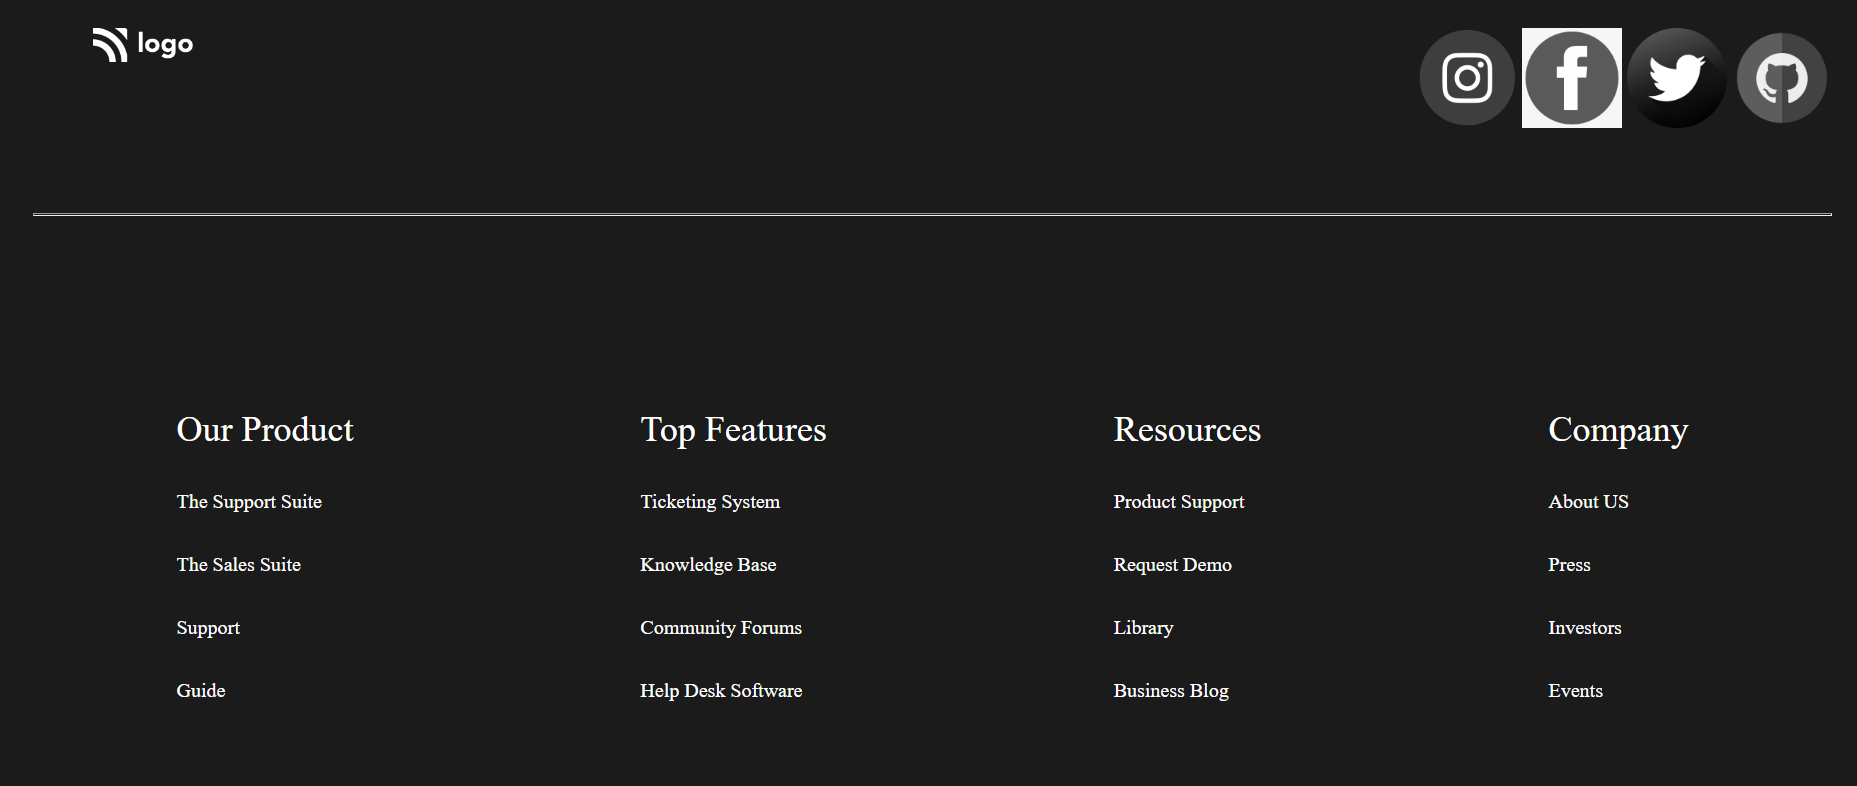 logo
Our Product
Top Features
Resources
Company
The Support Suite
Ticketing System
Product Support
About US
The Sales Suite
Knowledge Base
Request Demo
Press
Support
Community Forums
Library
Investors
Guide
Help Desk Software
Business Blog
Events